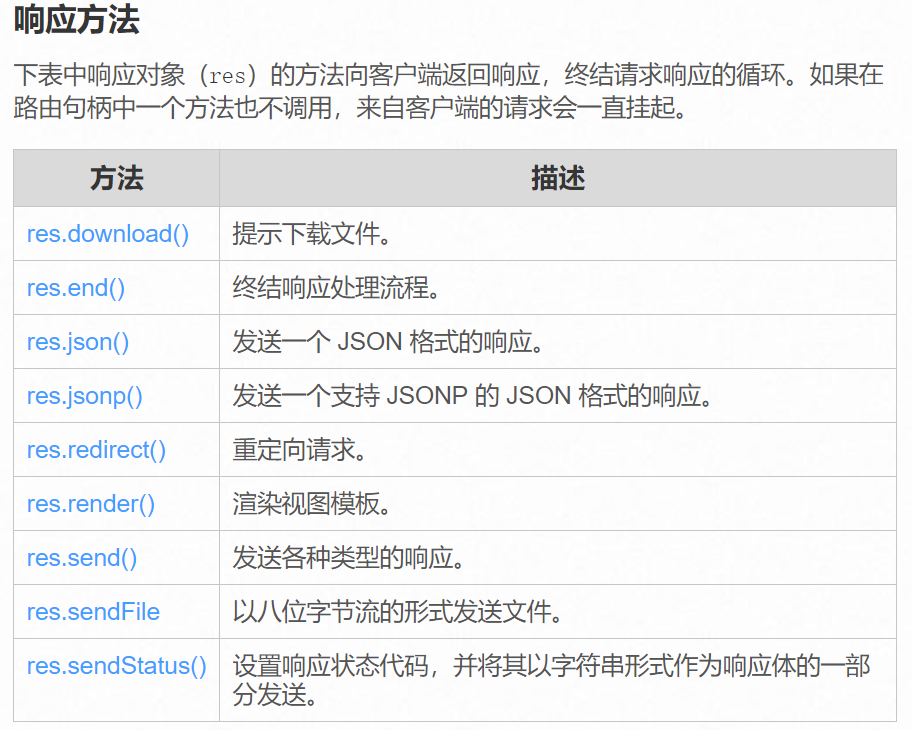 响应方法
下表中响应对象（res）的方法向客户端返回响应，终结请求响应的循环。如果在
路由句柄中一个方法也不调用，来自客户端的请求会一直挂起。
方法 描述
res.download() 提示下载文件。
res.end() 终结响应处理流程。
res.json() 发送一个 JSON 格式的响应。
res.jsonp() 发送一个支持 JSONP 的 JSON 格式的响应。
res.redirect() 重定向请求。
res.render() 渲染视图模板。
res.send() 发送各种类型的响应。
res.sendFile 以八位字节流的形式发送文件。
res.sendStatus() 设置响应状态代码，并将其以字符串形式作为响应体的一部
分发送。